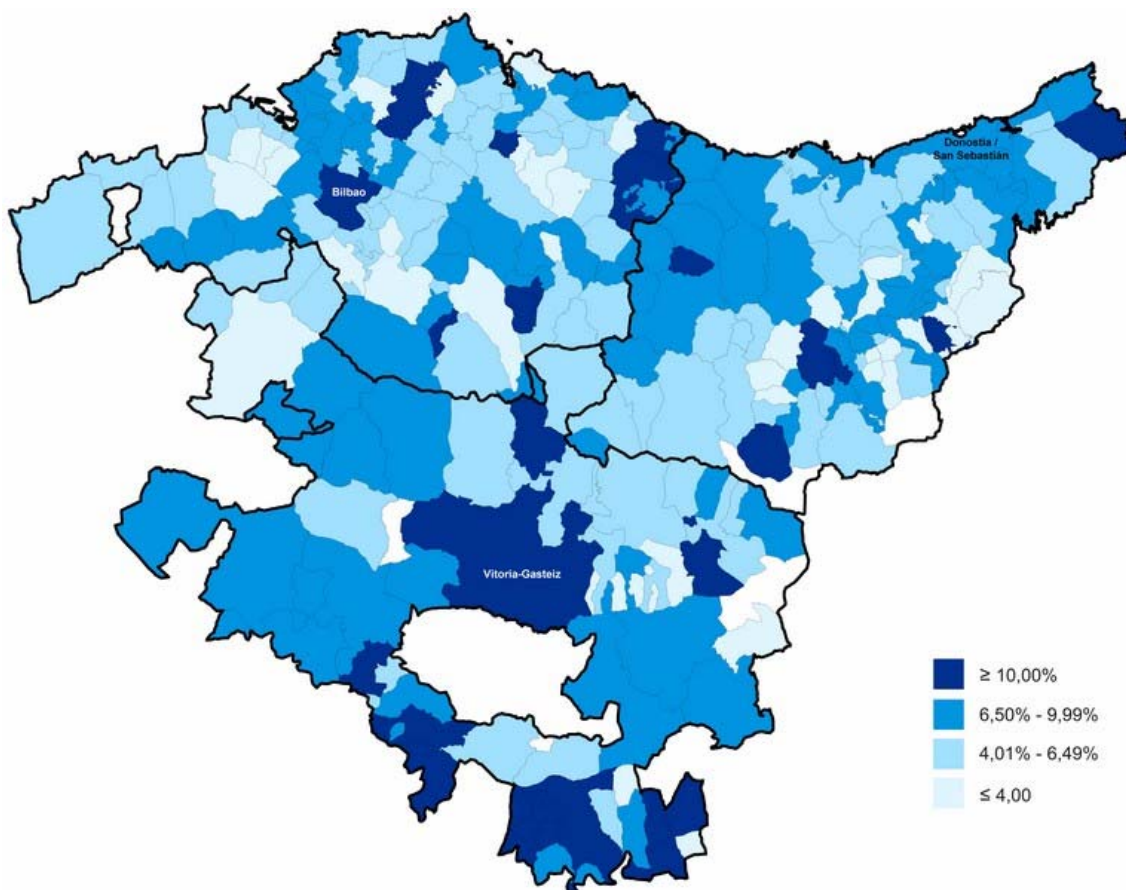 Donostia /
San Sebastián
Bilbao
Vitoria-Gasteiz
≥ 10,00%
6,50% - 9,99%
4,01% - 6,49%
≤ 4,00